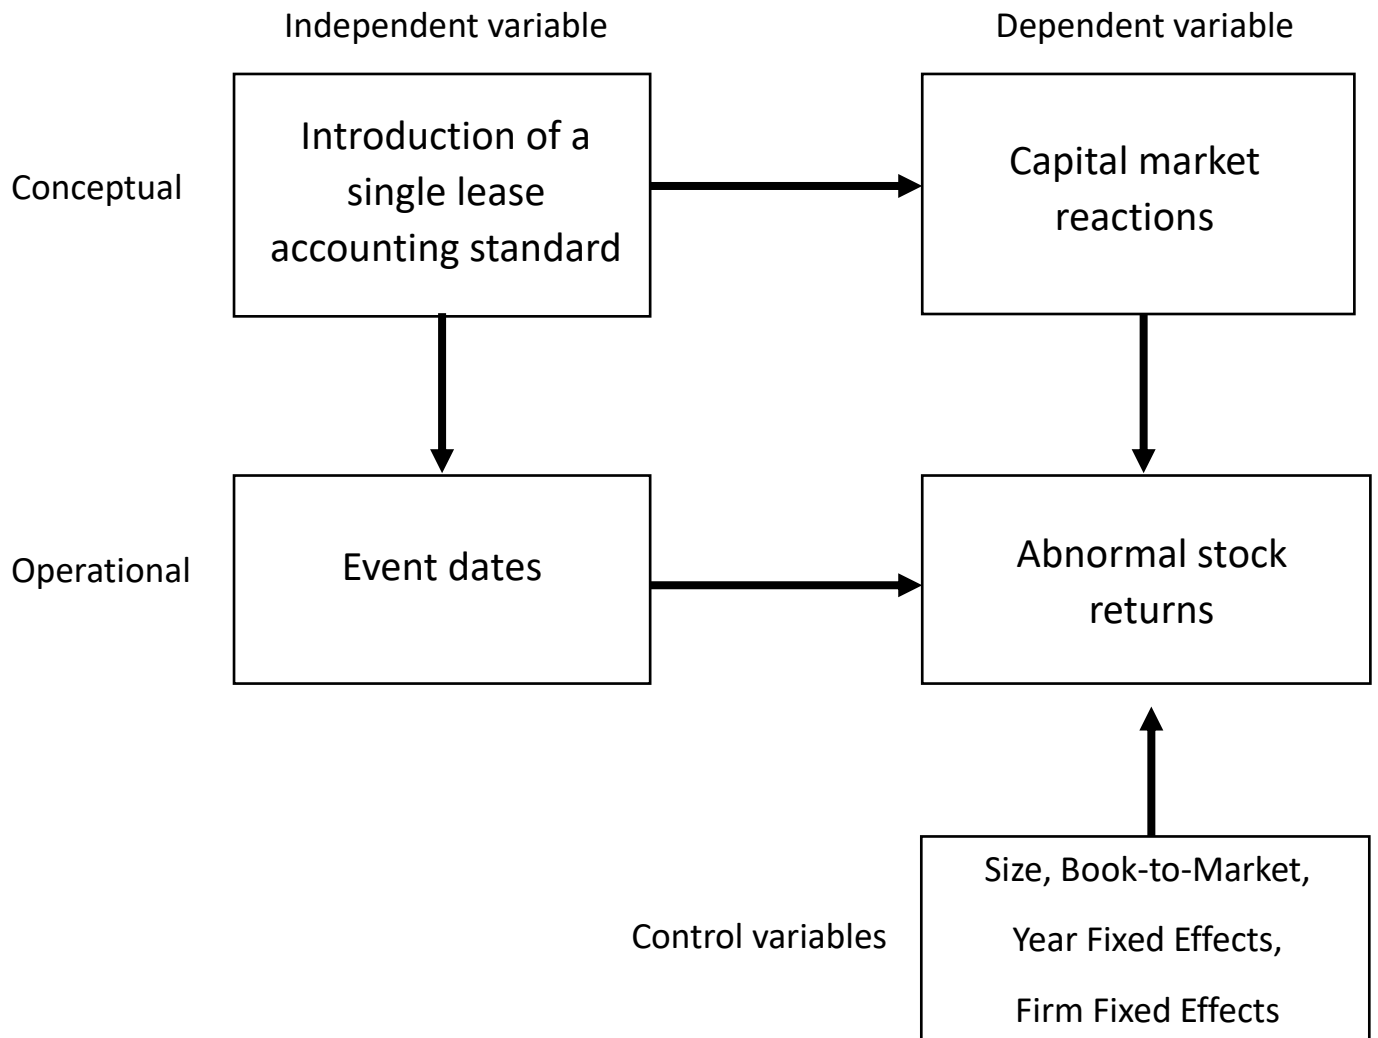 Independent variable
Dependent variable
Conceptual
Introduction of a
single lease
accounting standard
Capital market
reactions
Operational
Event dates
Abnormal stock
returns
Control variables
Size, Book-to-Market,
Year Fixed Effects,
Firm Fixed Effects